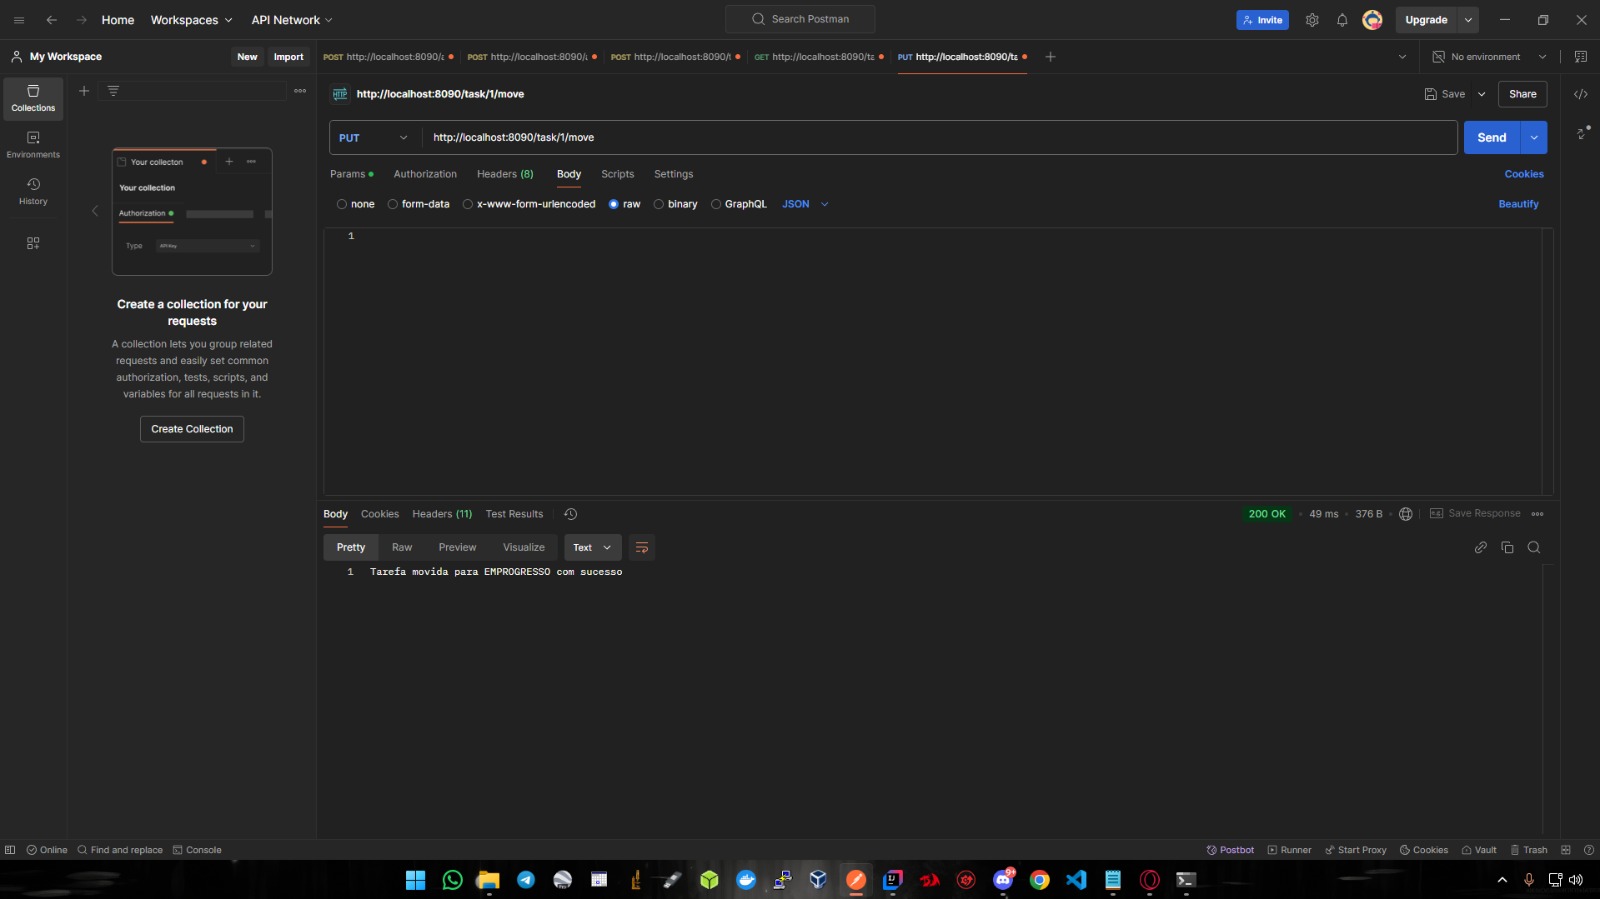 Home
Workspaces
API Network
Search Postman
Invite
Upgrade
My Workspace
New
Import
POST http://localhost:8090/
POST http://localhost:8090/
POST http://localhost:8090/
GET http://localhost:8090/ta
PUT http://localhost:8090/ta
No environment
Collections
Environments
History
Your collecton
Your collection
Authorization
Type
API Key
Create a collection for your
requests
A collection lets you group related
requests and easily set common
authorization, tests, scripts, and
variables for all requests in it.
Create Collection
HTTP http://localhost:8090/task/1/move
Save
Share
PUT http://localhost:8090/task/1/move
Send
Params
Authorization
Headers (8)
Body
Scripts
Settings
Cookies
none
form-data
x-www-form-urlencoded
raw
binary
GraphQL
JSON
Beautify
1
Body
Cookies
Headers (11)
Test Results
200 OK
49 ms
376 B
Save Response
Pretty
Raw
Preview
Visualize
Text
1 Tarefa movida para EMPROGRESSO com sucesso
Online
Find and replace
Console
Postbot
Runner
Start Proxy
Cookies
Vault
Trash
9+